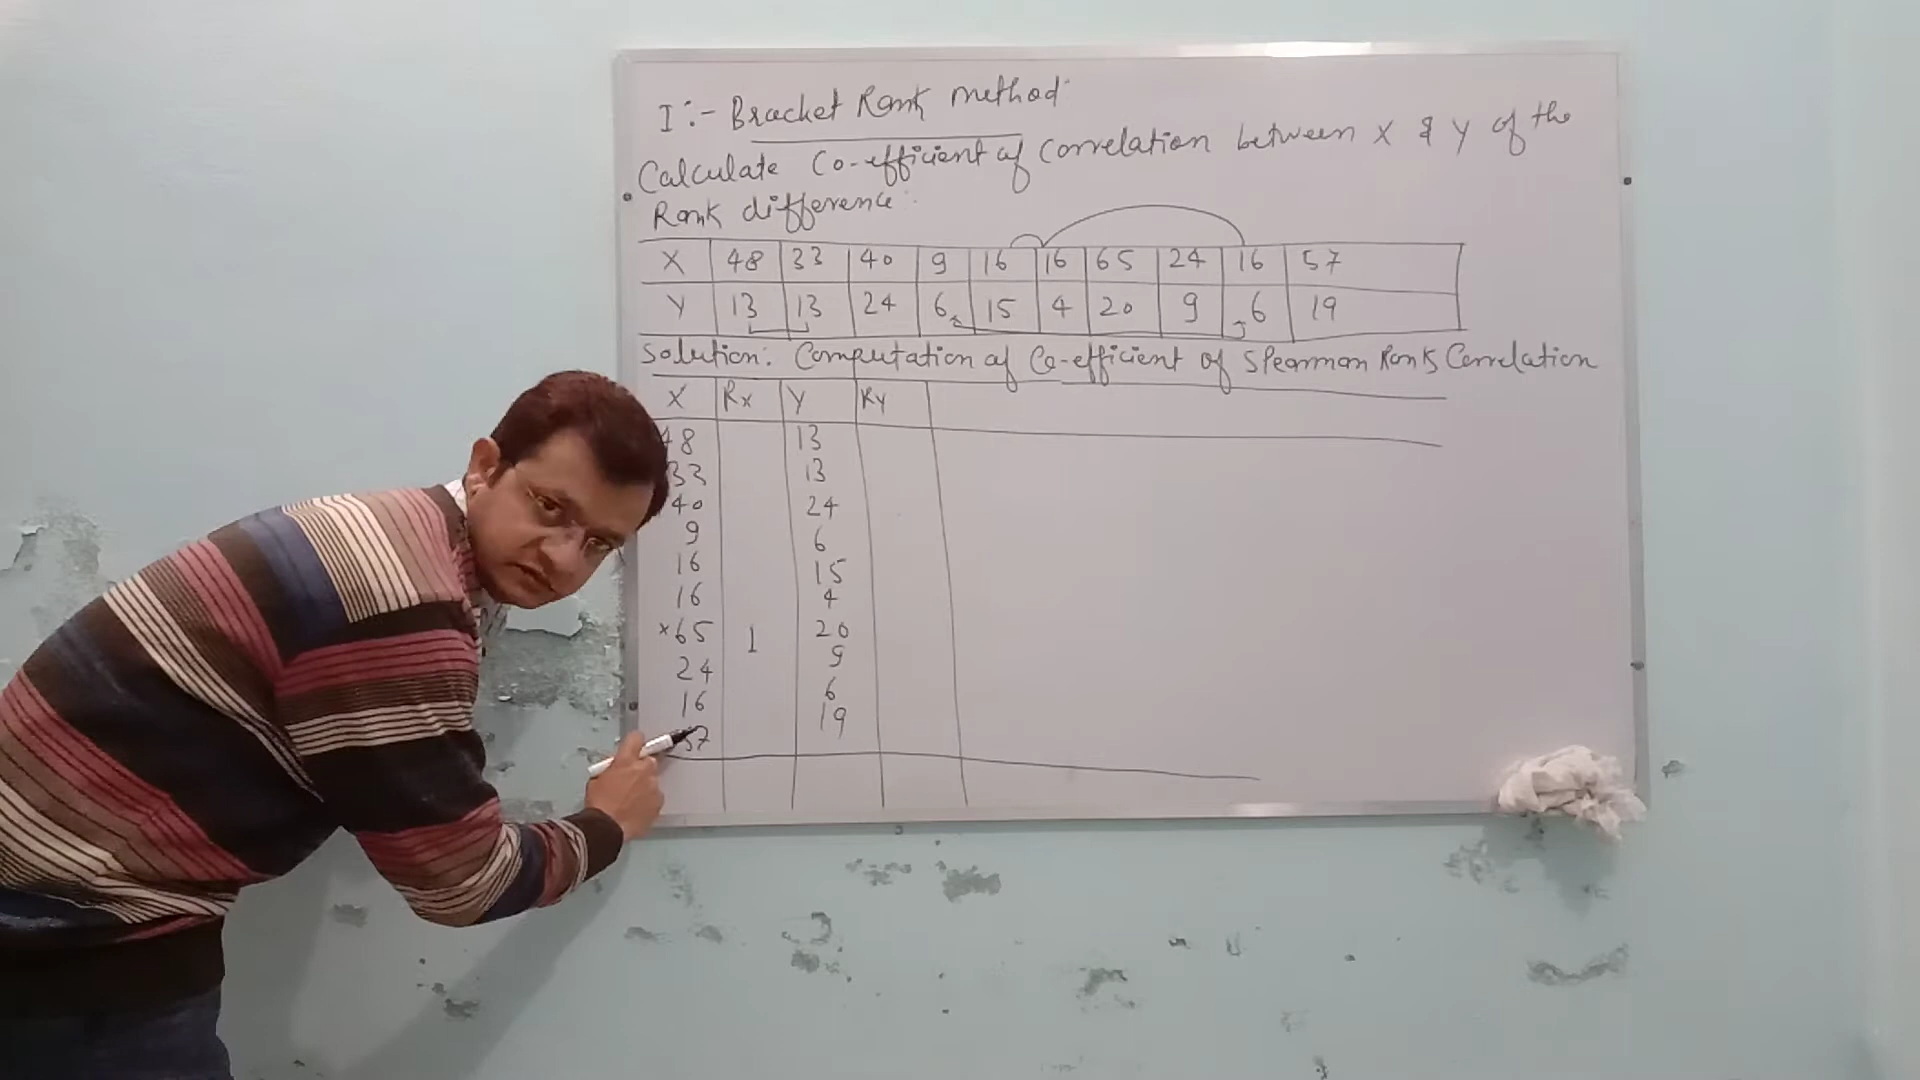 I :- Bracket Rank method
Calculate Co-efficient of Correlation between X & Y of the
Rank difference.
X 48 33 40 9 16 16 65 24 16 57
Y 13 13 24 6 15 4 20 9 6 19
Solution: Computation of Co-efficient of Spearman Ranks Correlation
X Rx Y Ry
48 13
33 13
40 24
9 6
16 15
16 4
×65 1 20
24 9
16 6
57 19